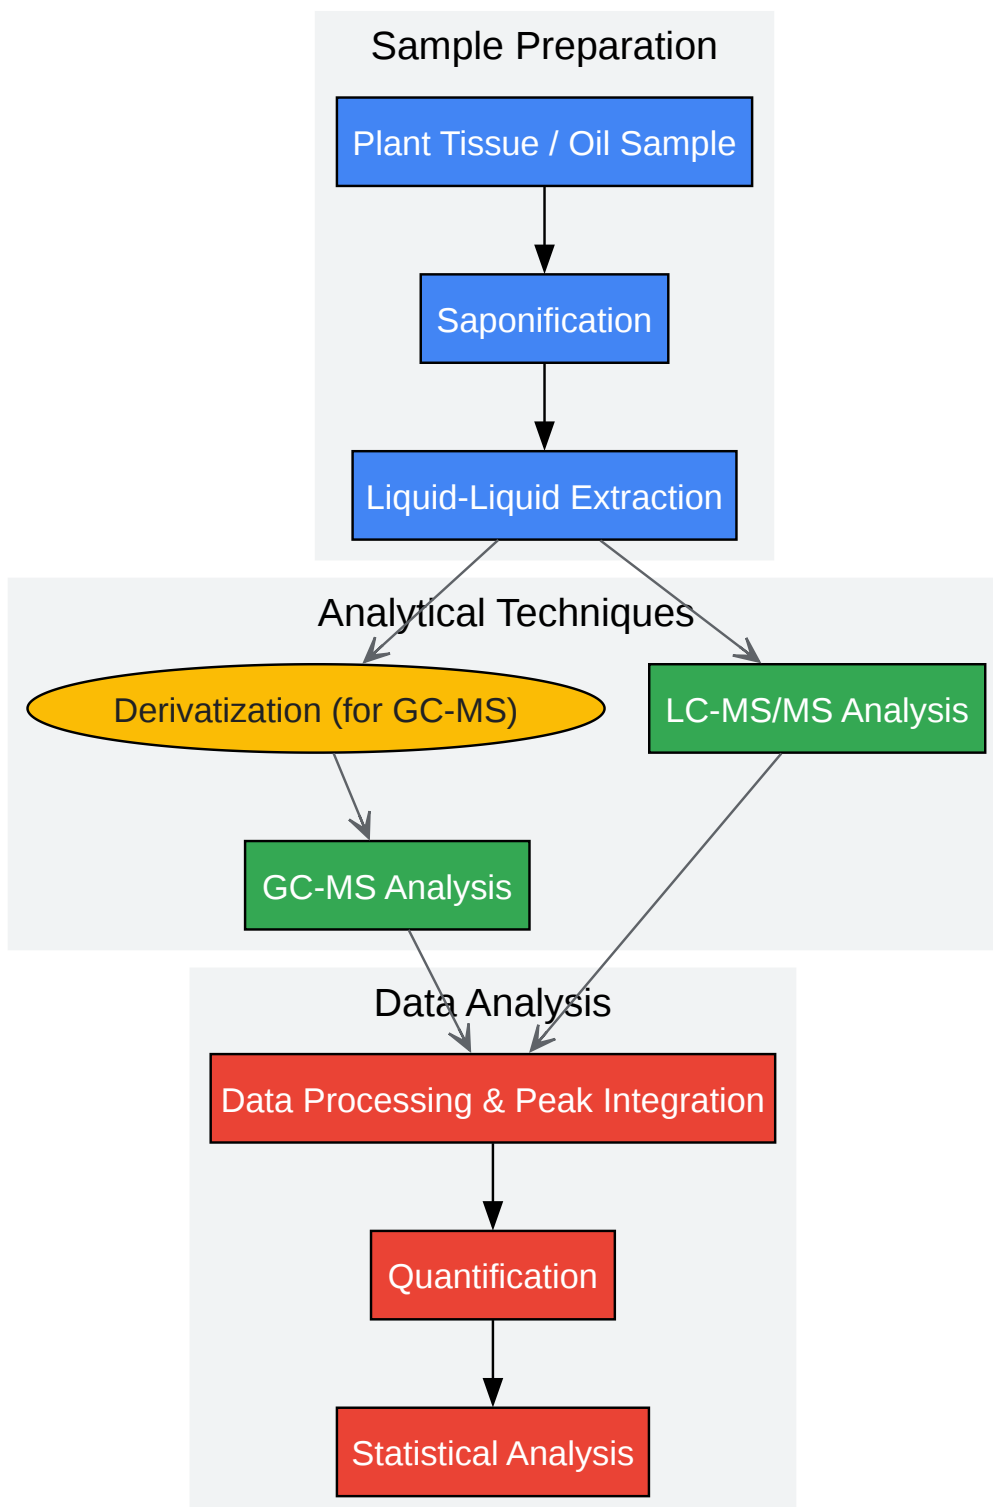 Sample Preparation
Plant Tissue / Oil Sample
Saponification
Liquid-Liquid Extraction
Analytical Techniques
Derivatization (for GC-MS)
LC-MS/MS Analysis
GC-MS Analysis
Data Analysis
Data Processing & Peak Integration
Quantification
Statistical Analysis